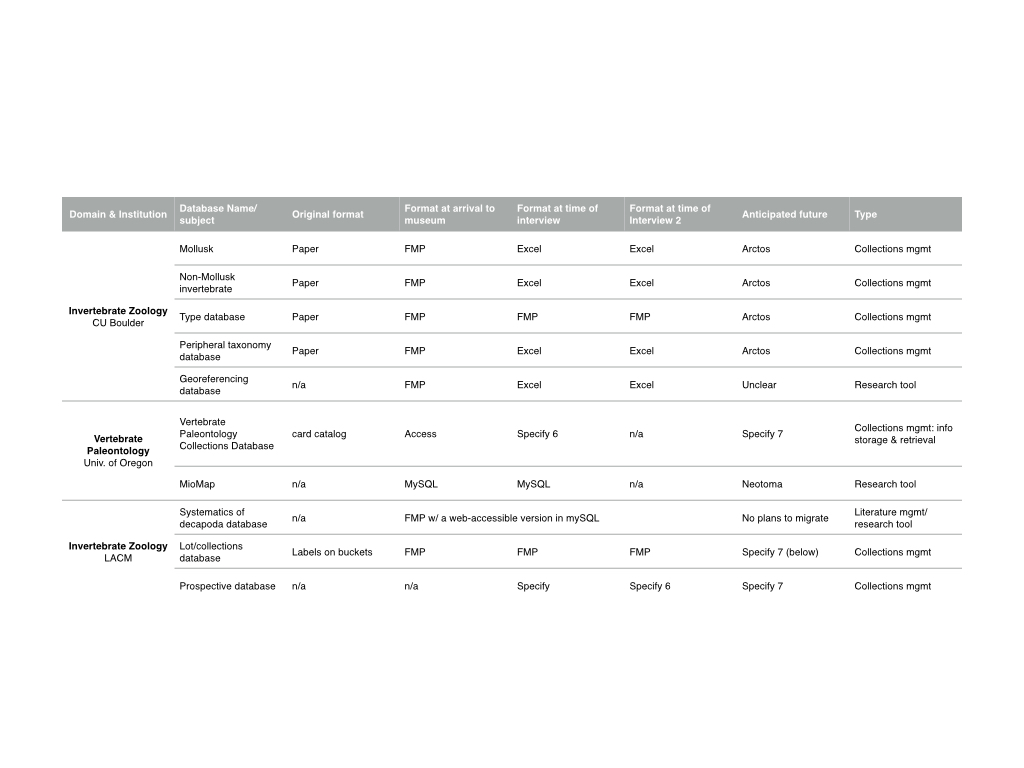 Domain & Institution Database Name/ subject Original format Format at arrival to museum Format at time of interview Format at time of Interview 2 Anticipated future Type
Invertebrate Zoology
CU Boulder
Mollusk Paper FMP Excel Excel Arctos Collections mgmt
Non-Mollusk invertebrate Paper FMP Excel Excel Arctos Collections mgmt
Type database Paper FMP FMP FMP Arctos Collections mgmt
Peripheral taxonomy database Paper FMP Excel Excel Arctos Collections mgmt
Georeferencing database n/a FMP Excel Excel Unclear Research tool
Vertebrate
Paleontology
Univ. of Oregon
Vertebrate Paleontology Collections Database card catalog Access Specify 6 n/a Specify 7 Collections mgmt: info storage & retrieval
MioMap n/a MySQL MySQL n/a Neotoma Research tool
Invertebrate Zoology
LACM
Systematics of decapoda database n/a FMP w/ a web-accessible version in mySQL No plans to migrate Literature mgmt/ research tool
Lot/collections database Labels on buckets FMP FMP FMP Specify 7 (below) Collections mgmt
Prospective database n/a n/a Specify Specify 6 Specify 7 Collections mgmt